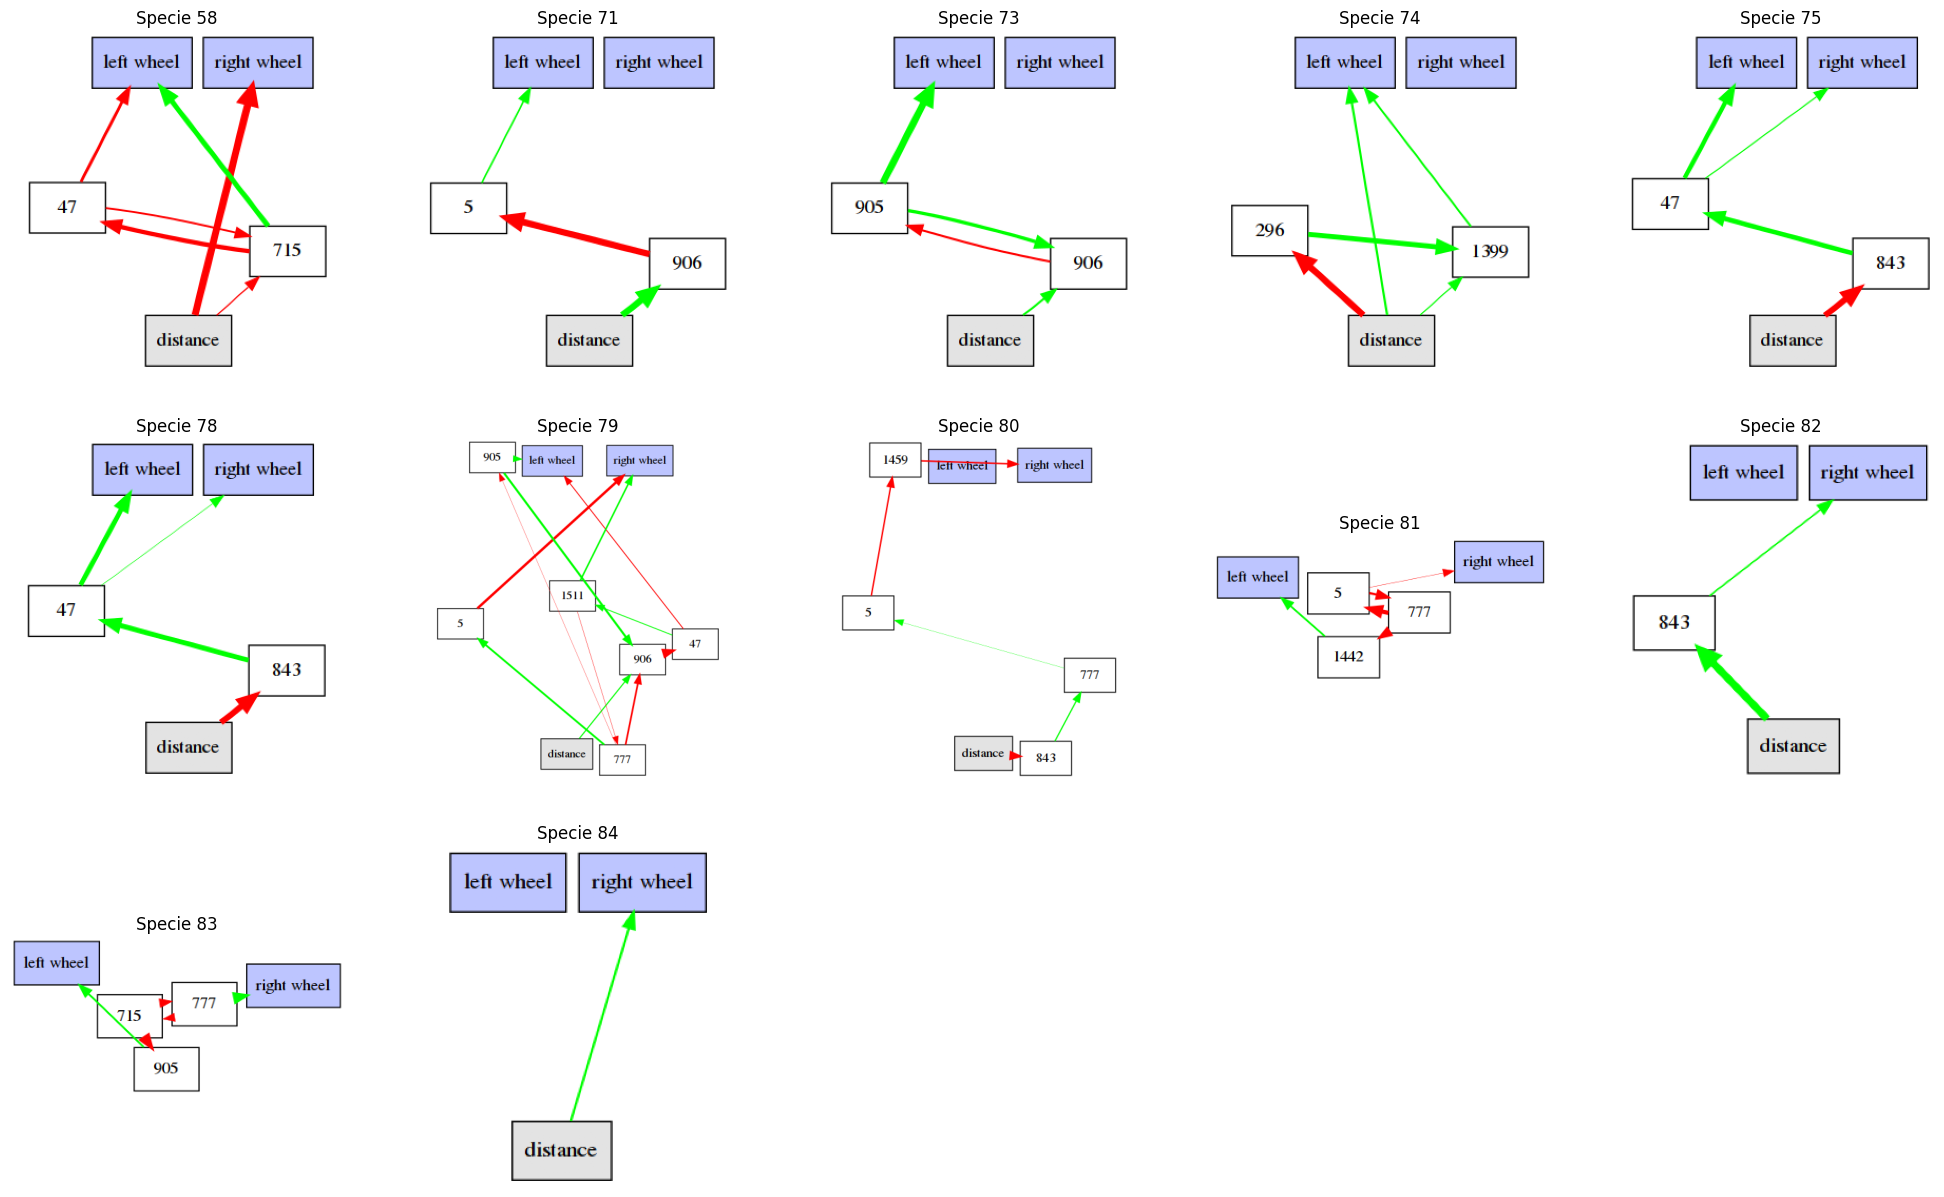 Specie 58
left wheel
right wheel
47
715
distance
Specie 71
left wheel
right wheel
5
906
distance
Specie 73
left wheel
right wheel
905
906
distance
Specie 74
left wheel
right wheel
296
1399
distance
Specie 75
left wheel
right wheel
47
843
distance
Specie 78
left wheel
right wheel
47
843
distance
Specie 79
905
left wheel
right wheel
1511
5
47
906
distance
777
Specie 80
1459
left wheel
right wheel
5
777
distance
843
Specie 81
left wheel
right wheel
5
777
1442
Specie 82
left wheel
right wheel
843
distance
Specie 83
left wheel
right wheel
777
715
905
Specie 84
left wheel
right wheel
distance